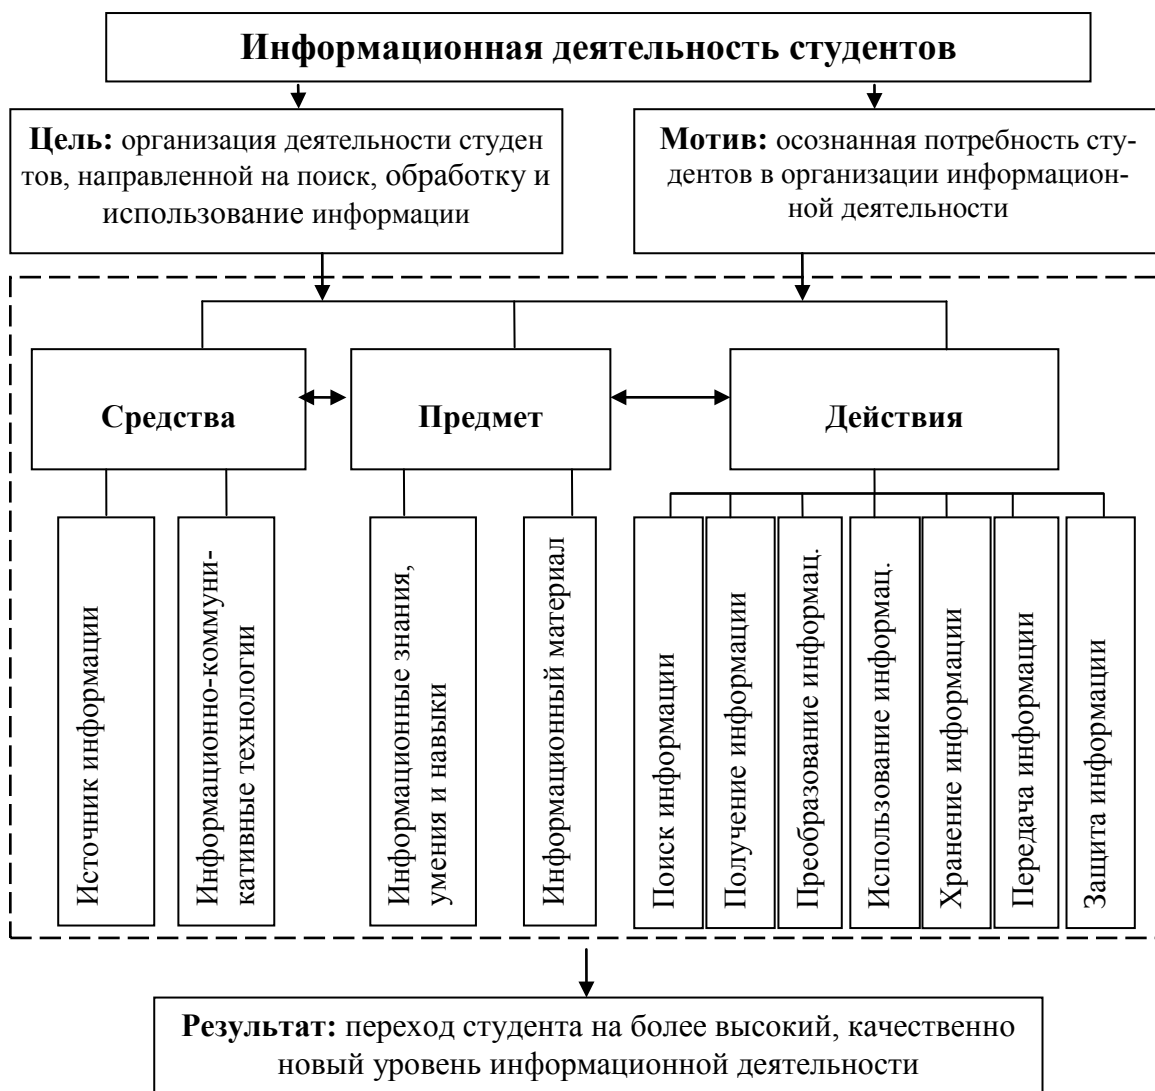 Информационная деятельность студентов
Цель: организация деятельности студен
тов, направленной на поиск, обработку и
использование информации
Мотив: осознанная потребность сту-
дентов в организации информацион-
ной деятельности
Средства
Предмет
Действия
Источник информации
Информационно-коммуни-
кативные технологии
Информационные знания,
умения и навыки
Информационный материал
Поиск информации
Получение информации
Преобразование информац.
Использование информац.
Хранение информации
Передача информации
Защита информации
Результат: переход студента на более высокий, качественно
новый уровень информационной деятельности